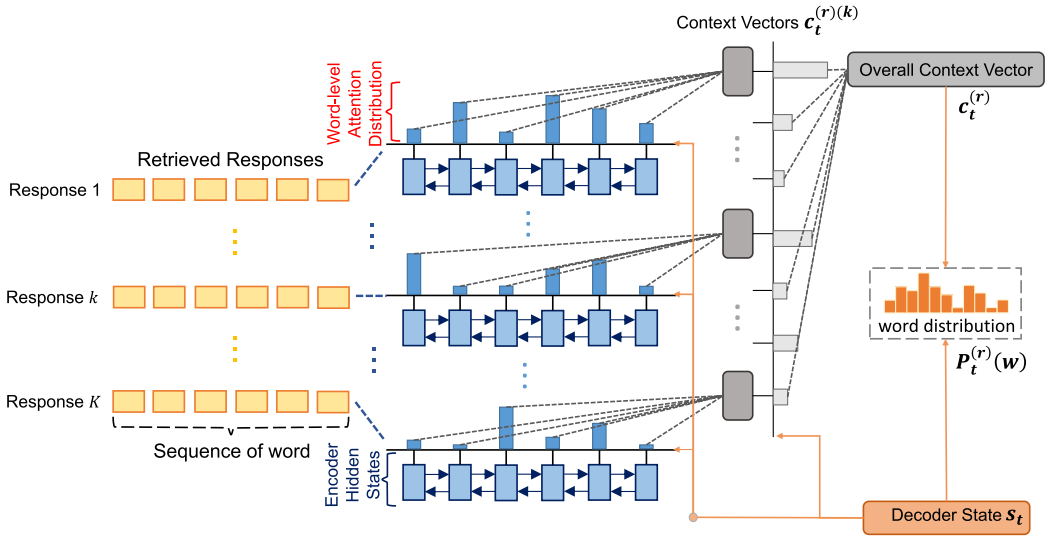 Context Vectors c_t^{(r)(k)}
Overall Context Vector
c_t^{(r)}
Word-level
Attention
Distribution
Retrieved Responses
Response 1
Response k
Response K
Sequence of word
Encoder
Hidden
States
word distribution
P_t^{(r)}(w)
Decoder State s_t